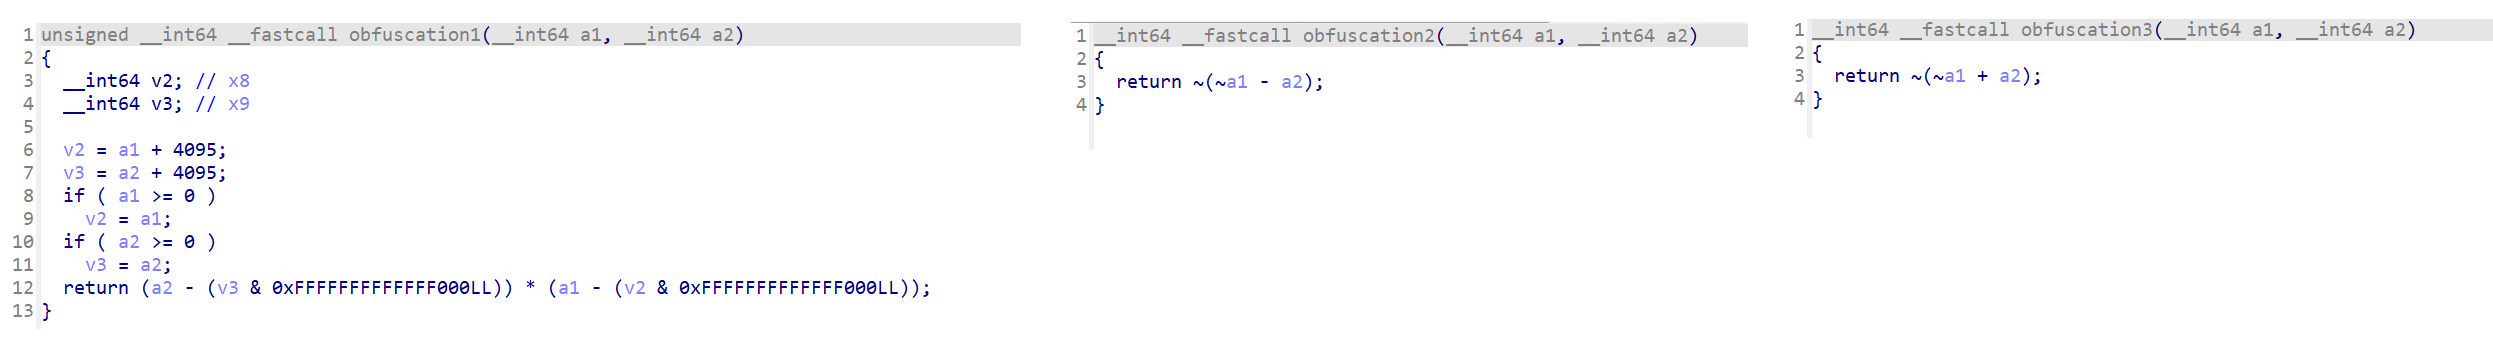 1 unsigned __int64 __fastcall obfuscation1(__int64 a1, __int64 a2)
2 {
3   __int64 v2; // x8
4   __int64 v3; // x9
5
6   v2 = a1 + 4095;
7   v3 = a2 + 4095;
8   if ( a1 >= 0 )
9     v2 = a1;
10   if ( a2 >= 0 )
11     v3 = a2;
12   return (a2 - (v3 & 0xFFFFFFFFFFFFF000LL)) * (a1 - (v2 & 0xFFFFFFFFFFFFF000LL));
13 }
1 __int64 __fastcall obfuscation2(__int64 a1, __int64 a2)
2 {
3   return ~(~a1 - a2);
4 }
1 __int64 __fastcall obfuscation3(__int64 a1, __int64 a2)
2 {
3   return ~(~a1 + a2);
4 }